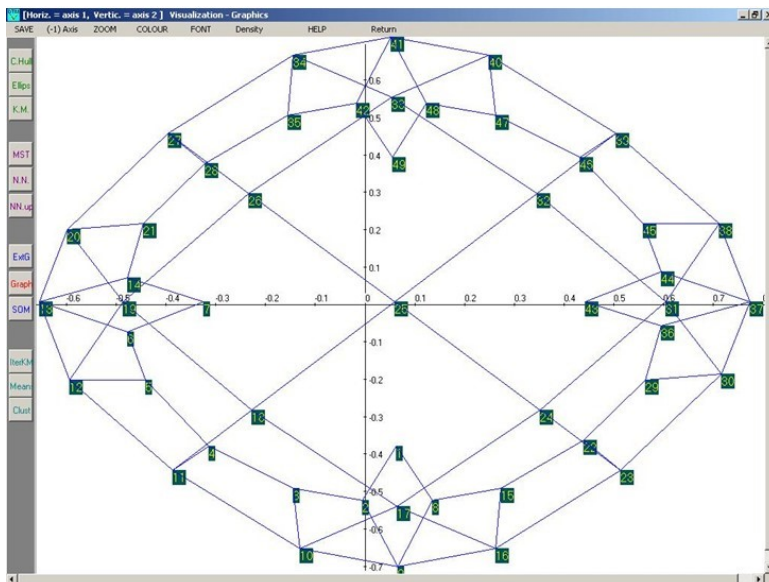 [Horiz. = axis 1, Vertic. = axis 2 ] Visualization - Graphics
SAVE (-1) Axis ZOOM COLOUR FONT Density HELP Return
C.Hull
Ellips
K.M.
MST
N.N.
NN.up
ExtG
Graph
SOM
IterKM
Means
Clust
41
34 40
0.6
42 33 48
0.5
35 47
27 39
0.4
28 49 46
0.3
26 32
0.2
20 21 45 38
0.1
14 44
-0.6 -0.5 -0.4 -0.3 -0.2 -0.1 0 0.1 0.2 0.3 0.4 0.5 0.6 0.7 0.8
13 19 7 25 43 31 37
6 36
-0.1
-0.2
12 5 29 30
-0.3
18 24
-0.4
4 1 22
11 23
-0.5
3 2 8 15
17
-0.6
10 16
-0.7